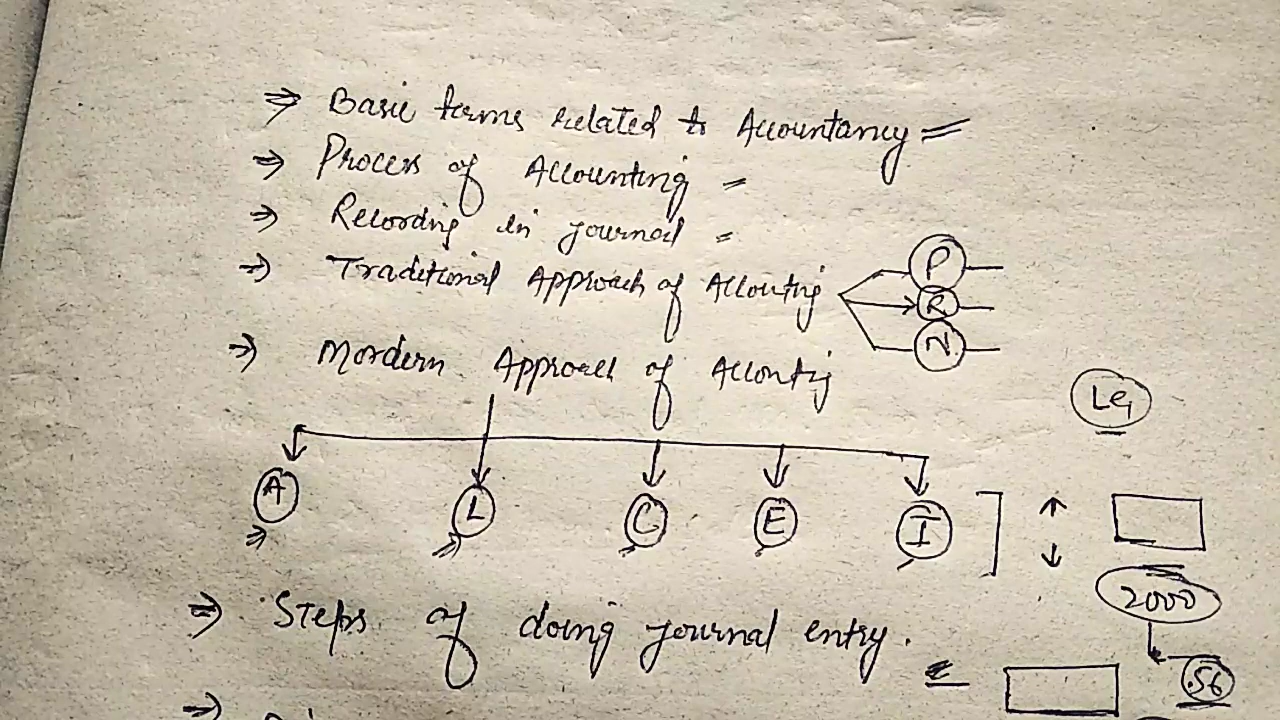 ⇒ Basic terms related to Accountancy =
⇒ Process of Accounting =
⇒ Recording in journal =
⇒ Traditional Approach of Accounting
P
R
N
⇒ Mordern Approach of Acconting
Le
A L C E I
2000
⇒ Steps of doing journal entry.
.56